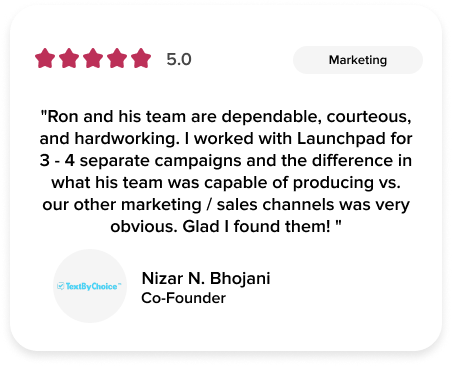 5.0
Marketing
"Ron and his team are dependable, courteous,
and hardworking. I worked with Launchpad for
3 - 4 separate campaigns and the difference in
what his team was capable of producing vs.
our other marketing / sales channels was very
obvious. Glad I found them! "
TextByChoice™
Nizar N. Bhojani
Co-Founder